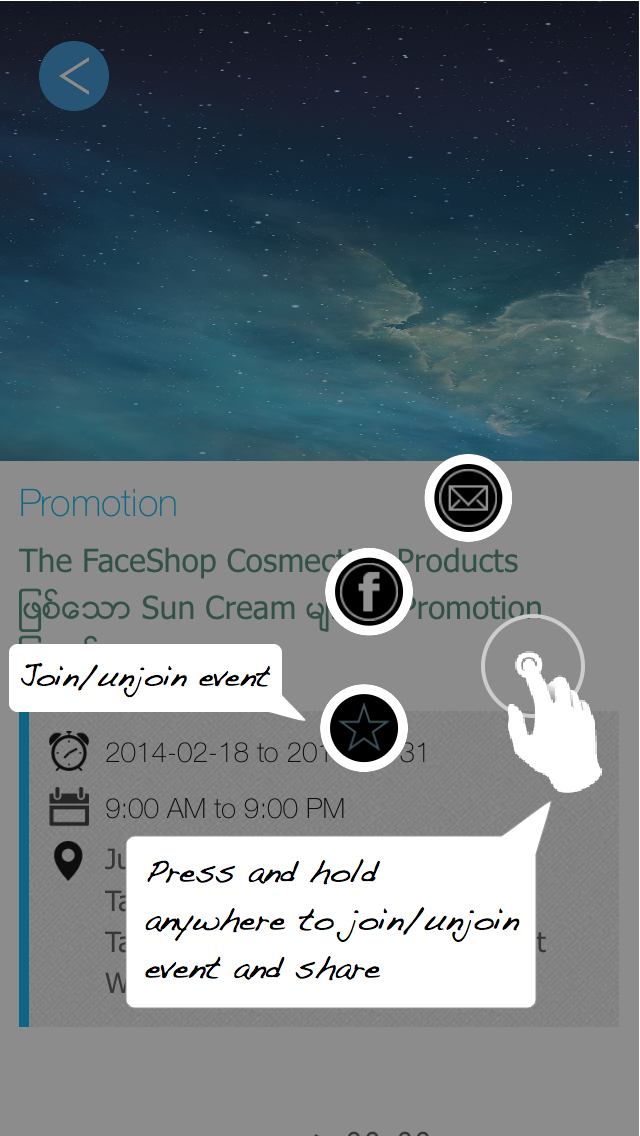 Promotion
The FaceShop Cosmectic Products
ဖြစ်သော Sun Cream Promotion
Join/unjoin event
2014-02-18 to 31
9:00 AM to 9:00 PM
Press and hold
anywhere to join/unjoin
event and share